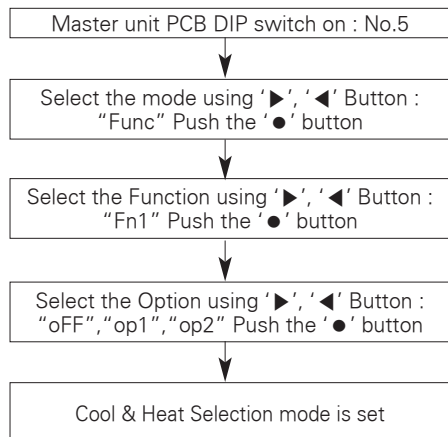 Master unit PCB DIP switch on : No.5
Select the mode using ‘▶’, ‘◀’ Button :
“Func” Push the ‘●’ button
Select the Function using ‘▶’, ‘◀’ Button :
“Fn1” Push the ‘●’ button
Select the Option using ‘▶’, ‘◀’ Button :
“oFF”,“op1”,“op2” Push the ‘●’ button
Cool & Heat Selection mode is set